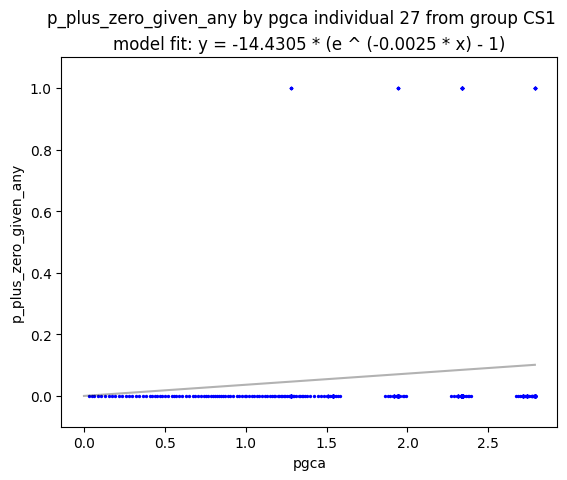 p_plus_zero_given_any by pgca individual 27 from group CS1
model fit: y = -14.4305 * (e ^ (-0.0025 * x) - 1)
1.0
0.8
0.6
0.4
0.2
0.0
p_plus_zero_given_any
0.0 0.5 1.0 1.5 2.0 2.5
pgca